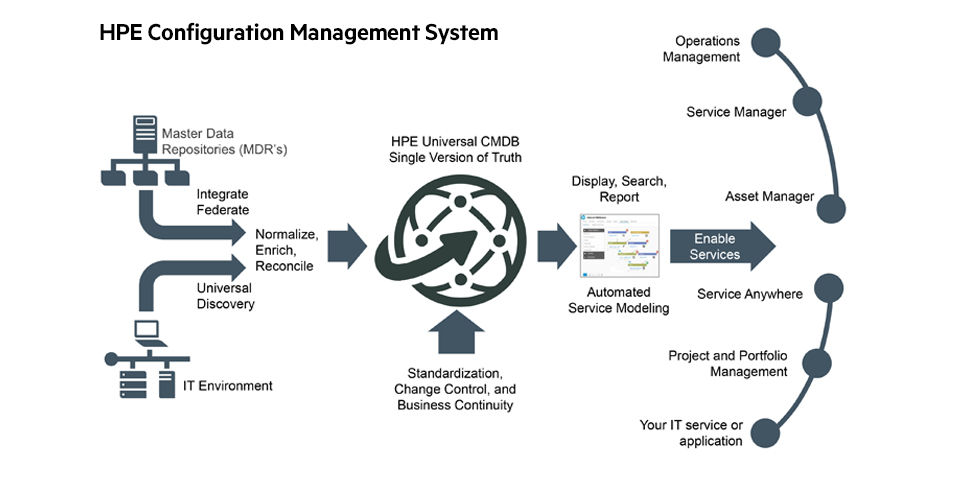 HPE Configuration Management System
Master Data
Repositories (MDR's)
Integrate
Federate
Normalize,
Enrich,
Reconcile
Universal
Discovery
IT Environment
HPE Universal CMDB
Single Version of Truth
Standardization,
Change Control, and
Business Continuity
Display, Search,
Report
Automated
Service Modeling
Enable
Services
Operations
Management
Service Manager
Asset Manager
Service Anywhere
Project and Portfolio
Management
Your IT service or
application